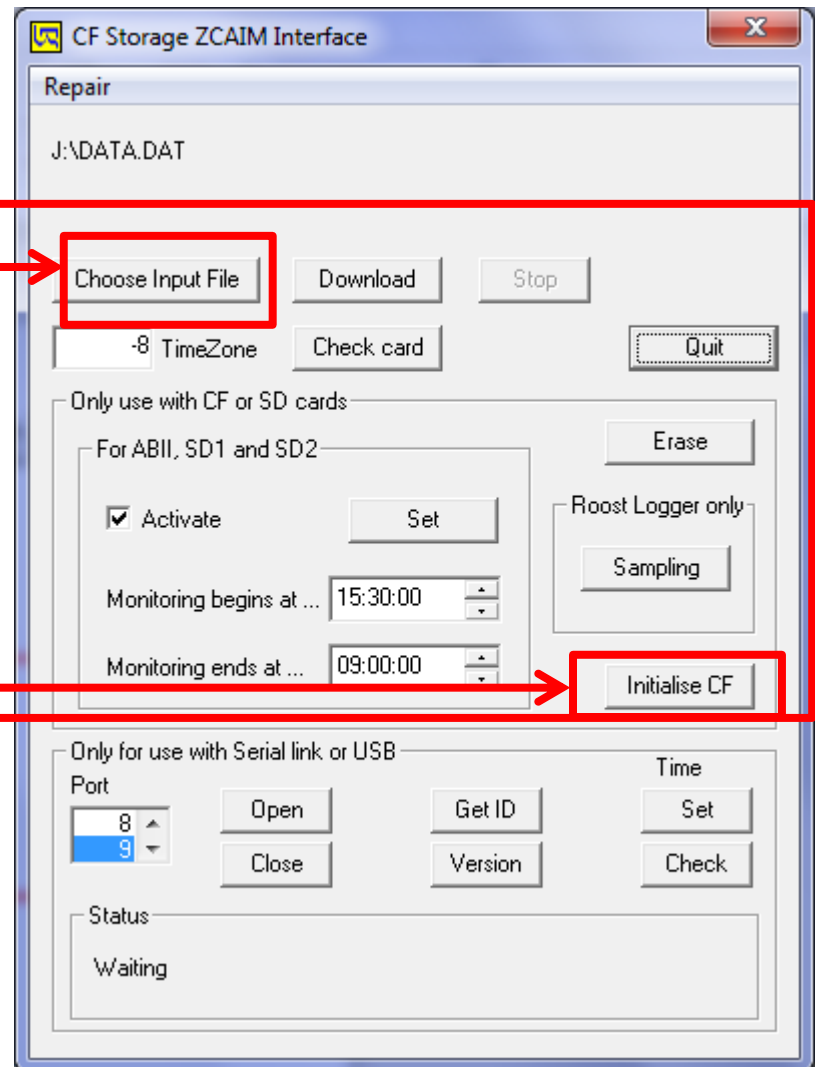 CF Storage ZCAIM Interface
Repair
J:\DATA.DAT
Choose Input File Download Stop
-8 TimeZone Check card Quit
Only use with CF or SD cards
For ABII, SD1 and SD2 Erase
Activate Set Roost Logger only
Sampling
Monitoring begins at ... 15:30:00
Monitoring ends at ... 09:00:00
Initialise CF
Only for use with Serial link or USB
Port Time
8 Open Get ID Set
9 Close Version Check
Status
Waiting